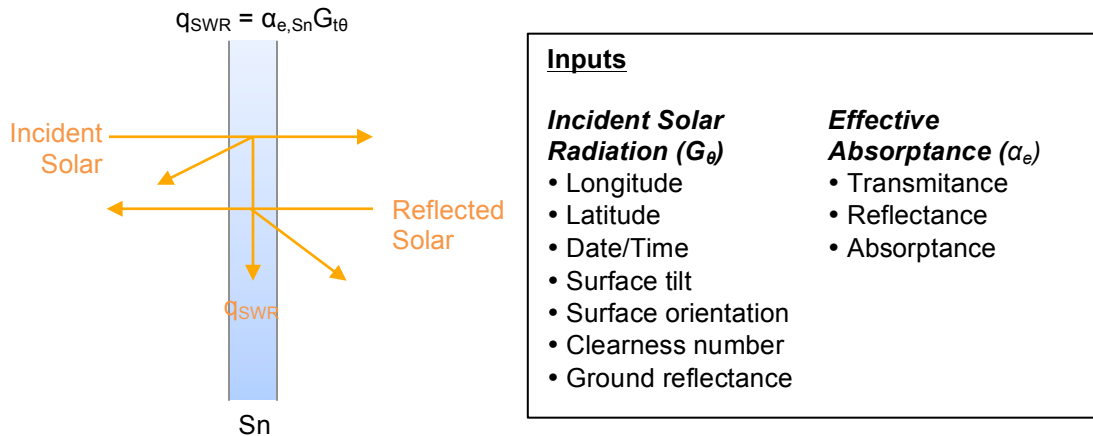 qSWR = αe,SnGtθ
Incident
Solar
Reflected
Solar
qSWR
Sn
Inputs
Incident Solar
Radiation (Gθ)
• Longitude
• Latitude
• Date/Time
• Surface tilt
• Surface orientation
• Clearness number
• Ground reflectance
Effective
Absorptance (αe)
• Transmitance
• Reflectance
• Absorptance